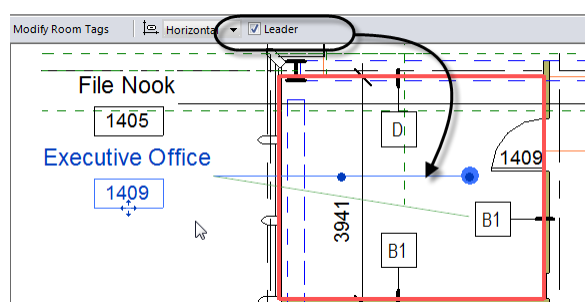 Modify Room Tags Horizontal Leader
File Nook
1405
D
Executive Office
1409
1409
3941
B1
B1